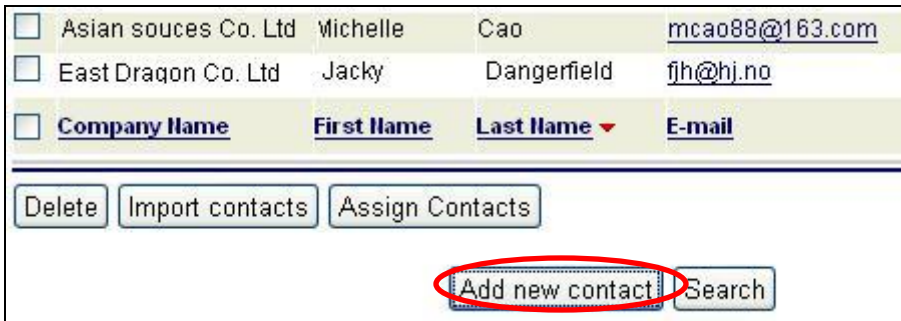 Asian souces Co. Ltd Michelle Cao mcao88@163.com
East Dragon Co. Ltd Jacky Dangerfield fjh@hj.no
Company Name First Name Last Name E-mail
Delete Import contacts Assign Contacts
Add new contact Search